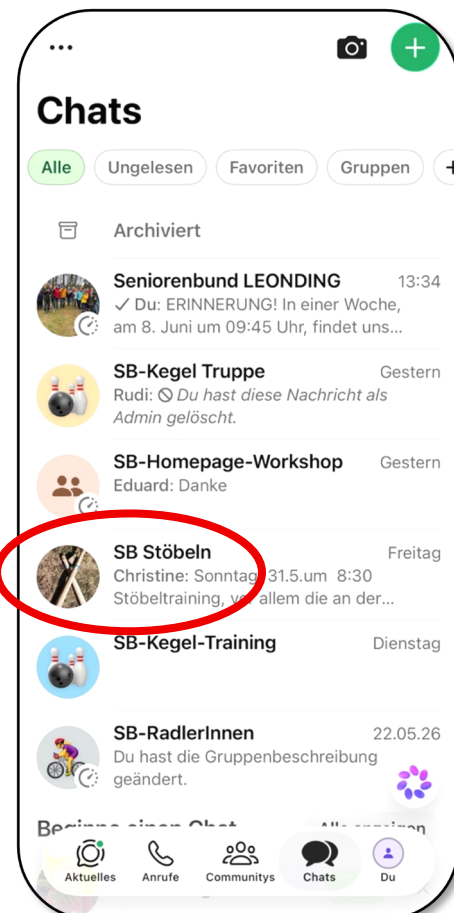 Chats
Alle
Ungelesen
Favoriten
Gruppen
Archiviert
Seniorenbund LEONDING 13:34
✓ Du: ERINNERUNG! In einer Woche,
am 8. Juni um 09:45 Uhr, findet uns...
SB-Kegel Truppe Gestern
Rudi: Du hast diese Nachricht als
Admin gelöscht.
SB-Homepage-Workshop Gestern
Eduard: Danke
SB Stöbeln Freitag
Christine: Sonntag 31.5.um 8:30
Stöbeltraining, vor allem die an der...
SB-Kegel-Training Dienstag
SB-RadlerInnen 22.05.26
Du hast die Gruppenbeschreibung
geändert.
Beginne einen Chat Alle anzeigen
Aktuelles
Anrufe
Communitys
Chats
Du